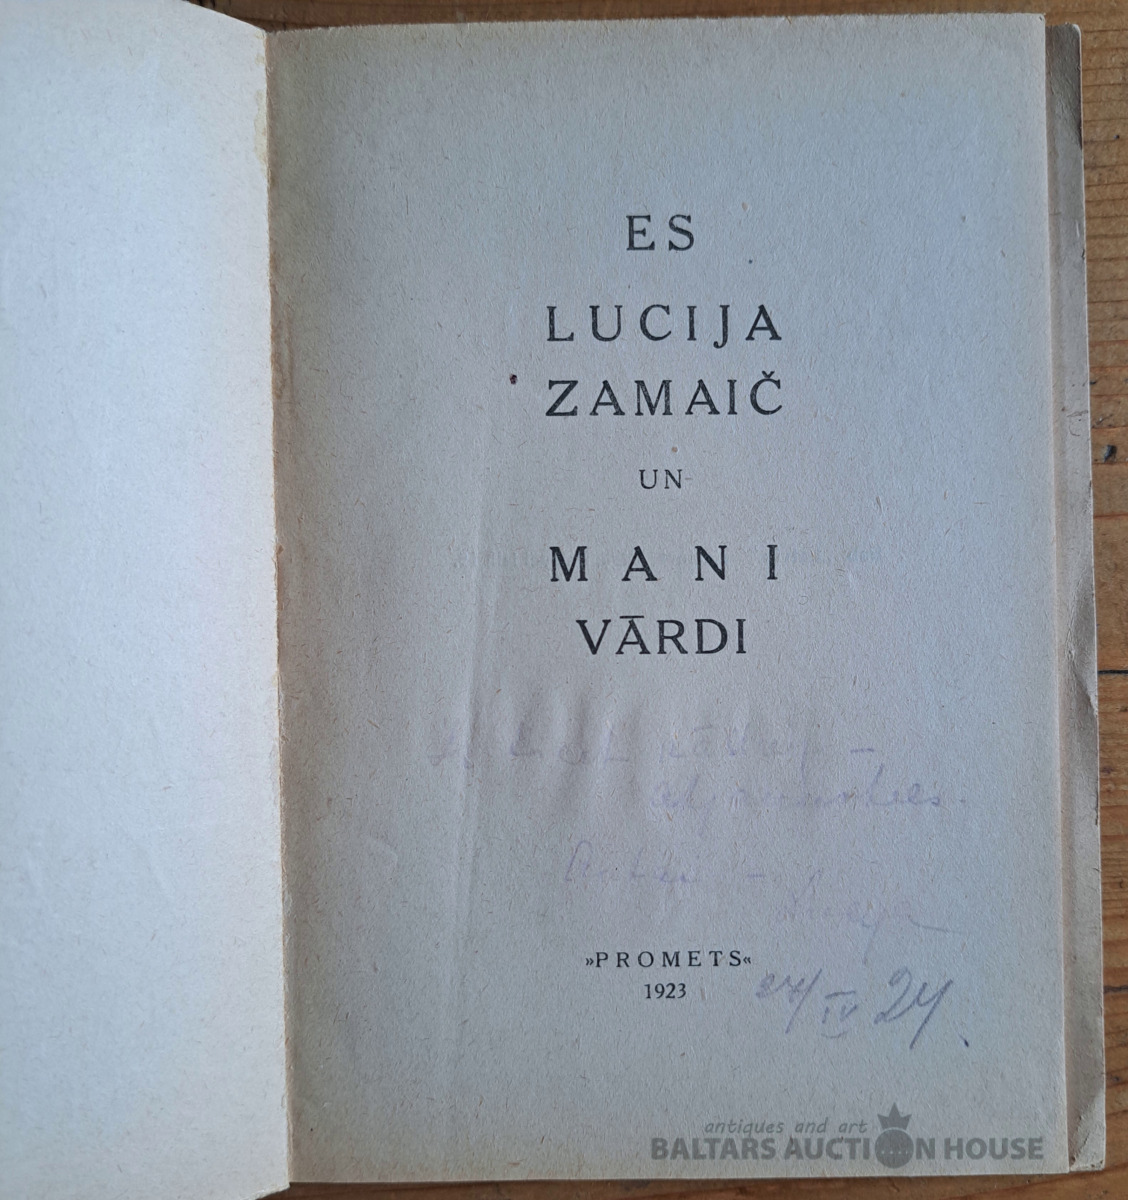 ES
LUCIJA
ZAMAIČ
UN
MANI
VĀRDI
»PROMETS«
1923
24/IV 24
antiques and art
BALTARS AUCTION HOUSE